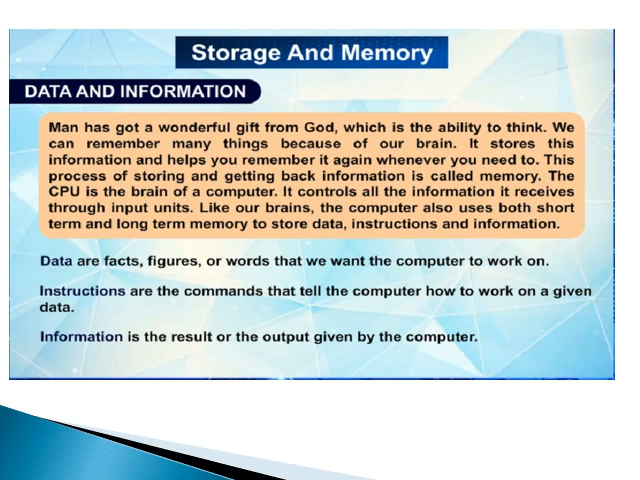 Storage And Memory
DATA AND INFORMATION
Man has got a wonderful gift from God, which is the ability to think. We
can remember many things because of our brain. It stores this
information and helps you remember it again whenever you need to. This
process of storing and getting back information is called memory. The
CPU is the brain of a computer. It controls all the information it receives
through input units. Like our brains, the computer also uses both short
term and long term memory to store data, instructions and information.
Data are facts, figures, or words that we want the computer to work on.
Instructions are the commands that tell the computer how to work on a given
data.
Information is the result or the output given by the computer.